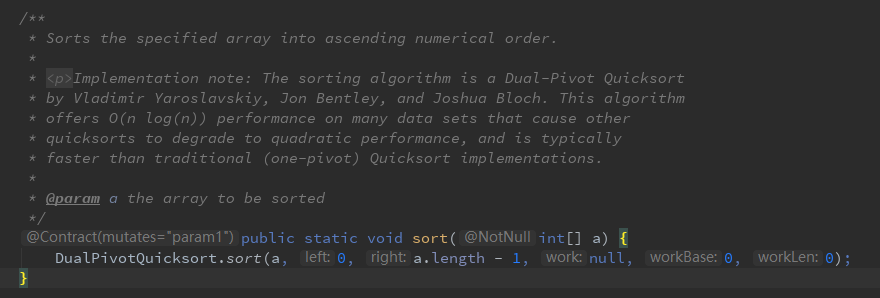 /**
 * Sorts the specified array into ascending numerical order.
 *
 * <p>Implementation note: The sorting algorithm is a Dual-Pivot Quicksort
 * by Vladimir Yaroslavskiy, Jon Bentley, and Joshua Bloch. This algorithm
 * offers O(n log(n)) performance on many data sets that cause other
 * quicksorts to degrade to quadratic performance, and is typically
 * faster than traditional (one-pivot) Quicksort implementations.
 *
 * @param a the array to be sorted
 */
@Contract(mutates="param1") public static void sort( @NotNull int[] a) {
    DualPivotQuicksort.sort(a, left: 0, right: a.length - 1, work: null, workBase: 0, workLen: 0);
}